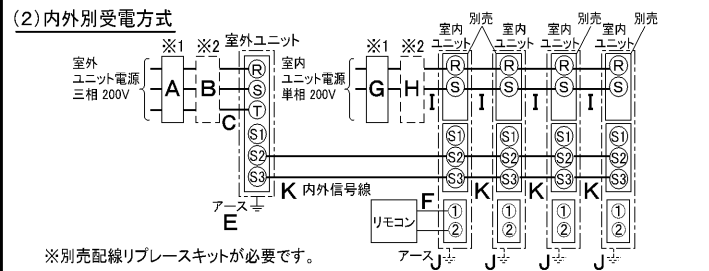 (2)内外別受電方式
※1 ※2 室外ユニット
室外
ユニット電源
三相 200V
A B C
R
S
T
S1
S2
S3
アース
E
※1 ※2
室内
ユニット電源
単相 200V
G H
室内
ユニット
別売
室内
ユニット
室内
ユニット
別売
室内
ユニット
別売
R R R R
S S S S
I I I I
S1 S1 S1 S1
S2 S2 S2 S2
S3 S3 S3 S3
K 内外信号線 K K K
F
リモコン
① ① ① ①
② ② ② ②
アース J J J J
※別売配線リプレースキットが必要です。